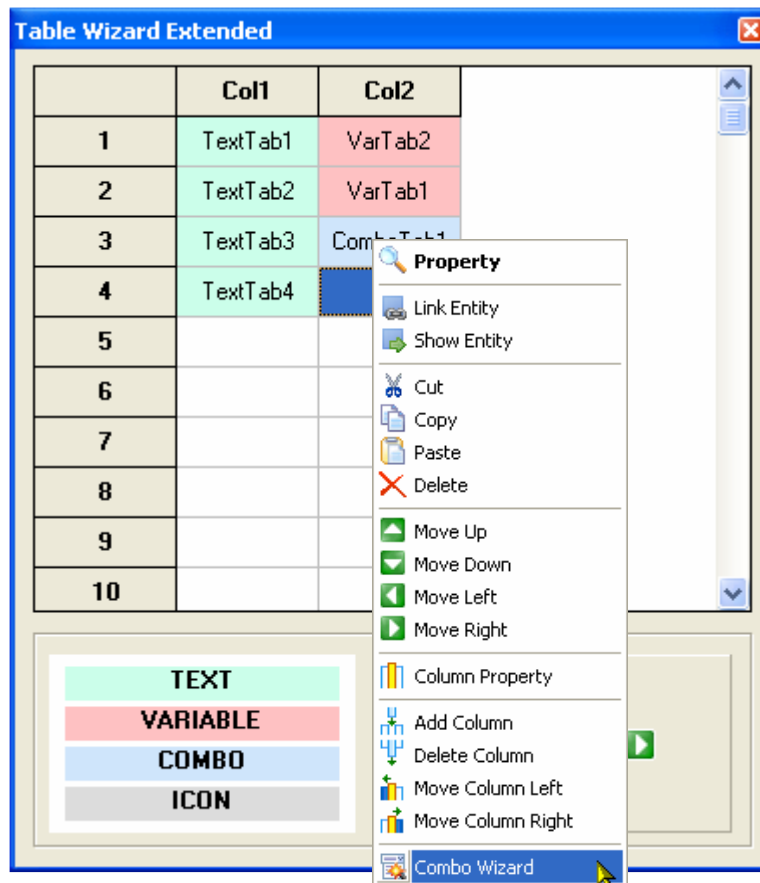 Table Wizard Extended
Col1 Col2
1 TextTab1 VarTab2
2 TextTab2 VarTab1
3 TextTab3
4 TextTab4
5
6
7
8
9
10
Property
Link Entity
Show Entity
Cut
Copy
Paste
Delete
Move Up
Move Down
Move Left
Move Right
Column Property
Add Column
Delete Column
Move Column Left
Move Column Right
Combo Wizard
TEXT
VARIABLE
COMBO
ICON